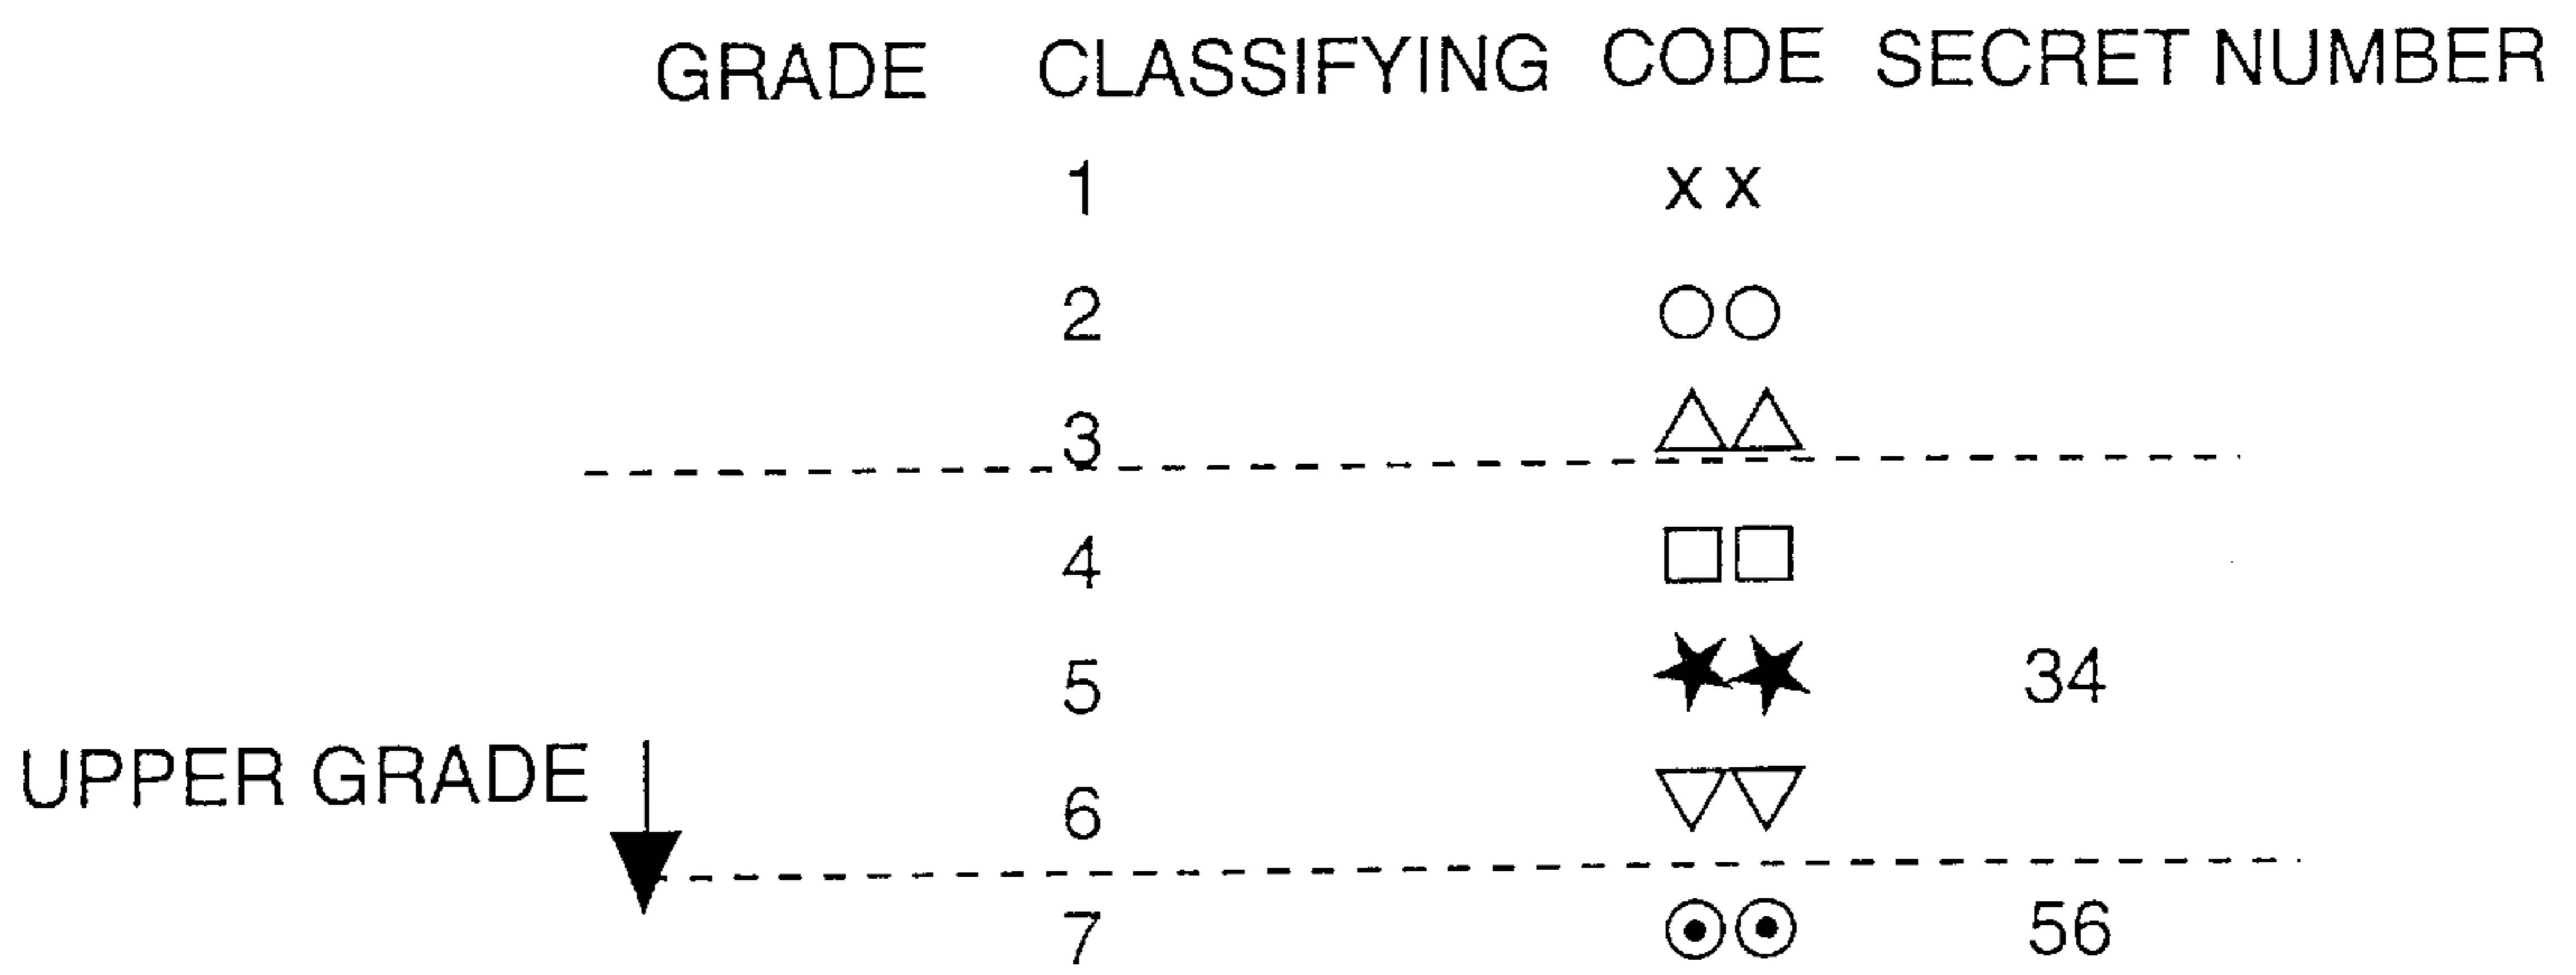 GRADE CLASSIFYING CODE SECRET NUMBER
1 x x
2 ○○
3 △△
4 □□
5 ★★ 34
UPPER GRADE
6 ▽▽
7 ◉◉ 56